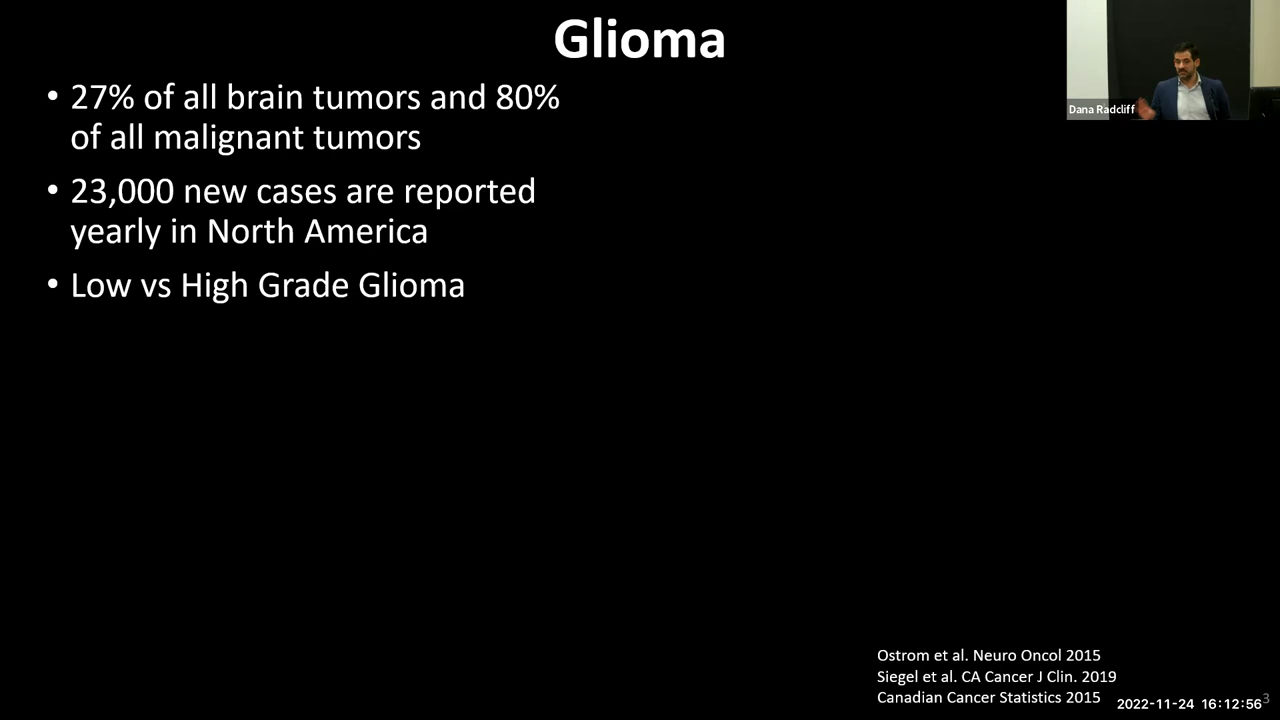 Glioma
• 27% of all brain tumors and 80%
of all malignant tumors
• 23,000 new cases are reported
yearly in North America
• Low vs High Grade Glioma
Dana Radcliff
Ostrom et al. Neuro Oncol 2015
Siegel et al. CA Cancer J Clin. 2019
Canadian Cancer Statistics 2015
2022-11-24 16:12:56
3